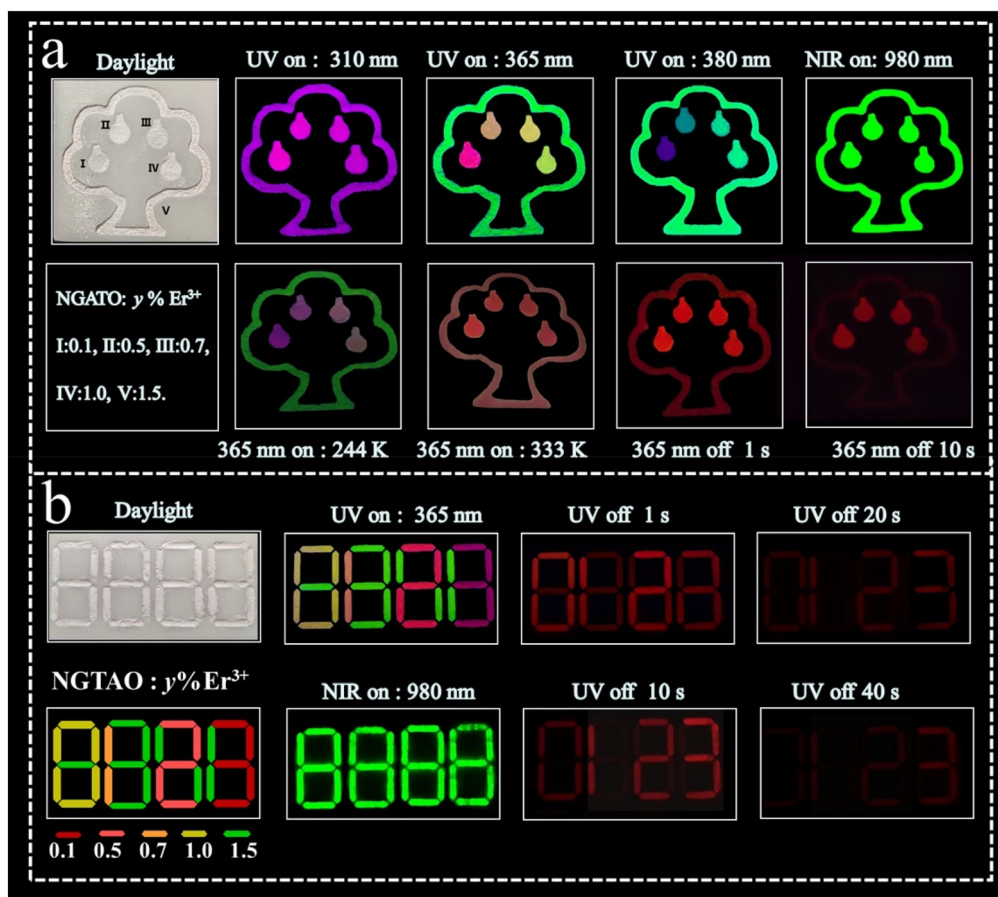 a
Daylight
UV on : 310 nm
UV on : 365 nm
UV on : 380 nm
NIR on: 980 nm
II
III
I
IV
V
NGATO: y % Er³⁺
I:0.1, II:0.5, III:0.7,
IV:1.0, V:1.5.
365 nm on : 244 K
365 nm on : 333 K
365 nm off 1 s
365 nm off 10 s
b
Daylight
UV on : 365 nm
UV off 1 s
UV off 20 s
NGTAO : y%Er³⁺
NIR on : 980 nm
UV off 10 s
UV off 40 s
0.1 0.5 0.7 1.0 1.5